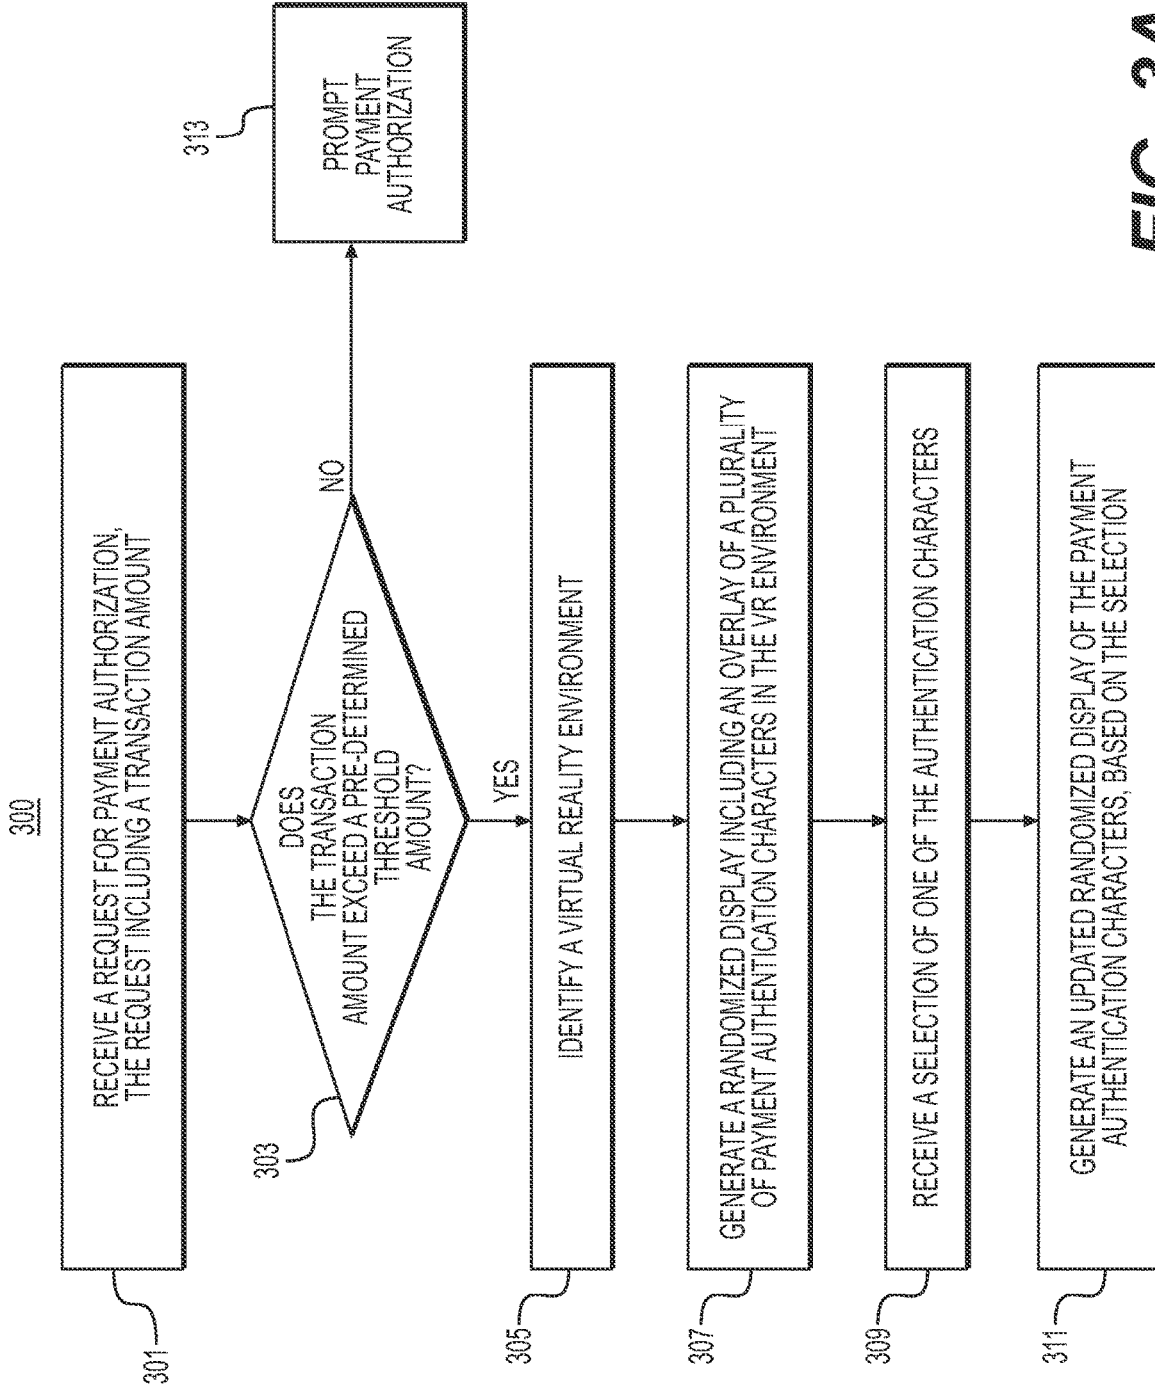 300
RECEIVE A REQUEST FOR PAYMENT AUTHORIZATION,
THE REQUEST INCLUDING A TRANSACTION AMOUNT
301
DOES
THE TRANSACTION
AMOUNT EXCEED A PRE-DETERMINED
THRESHOLD
AMOUNT?
303
NO
PROMPT
PAYMENT
AUTHORIZATION
313
YES
IDENTIFY A VIRTUAL REALITY ENVIRONMENT
305
GENERATE A RANDOMIZED DISPLAY INCLUDING AN OVERLAY OF A PLURALITY
OF PAYMENT AUTHENTICATION CHARACTERS IN THE VR ENVIRONMENT
307
RECEIVE A SELECTION OF ONE OF THE AUTHENTICATION CHARACTERS
309
GENERATE AN UPDATED RANDOMIZED DISPLAY OF THE PAYMENT
AUTHENTICATION CHARACTERS, BASED ON THE SELECTION
311
FIG.